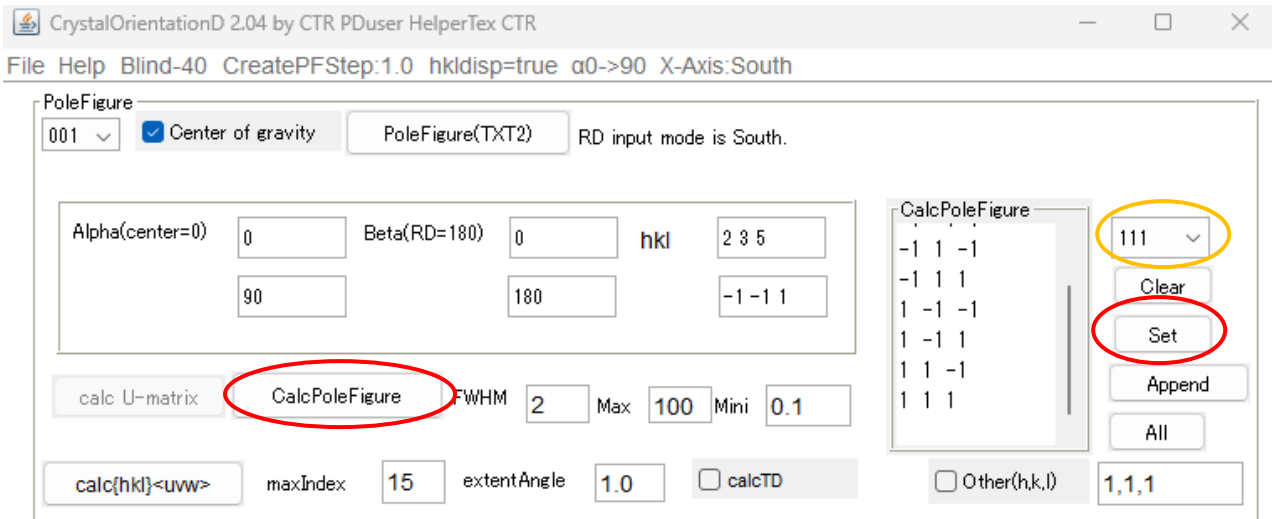 CrystalOrientationD 2.04 by CTR PDuser HelperTex CTR
File Help Blind-40 CreatePFStep:1.0 hkldisp=true α0->90 X-Axis:South
PoleFigure
001 Center of gravity PoleFigure(TXT2) RD input mode is South.
Alpha(center=0) 0 Beta(RD=180) 0 hkl 2 3 5
90 180 -1 -1 1
CalcPoleFigure
-1 1 -1
-1 1 1
1 -1 -1
1 -1 1
1 1 -1
1 1 1
111
Clear
Set
Append
All
calc U-matrix CalcPoleFigure FWHM 2 Max 100 Mini 0.1
calc{hkl}<uvw> maxIndex 15 extentAngle 1.0 calcTD Other(h,k,l) 1,1,1